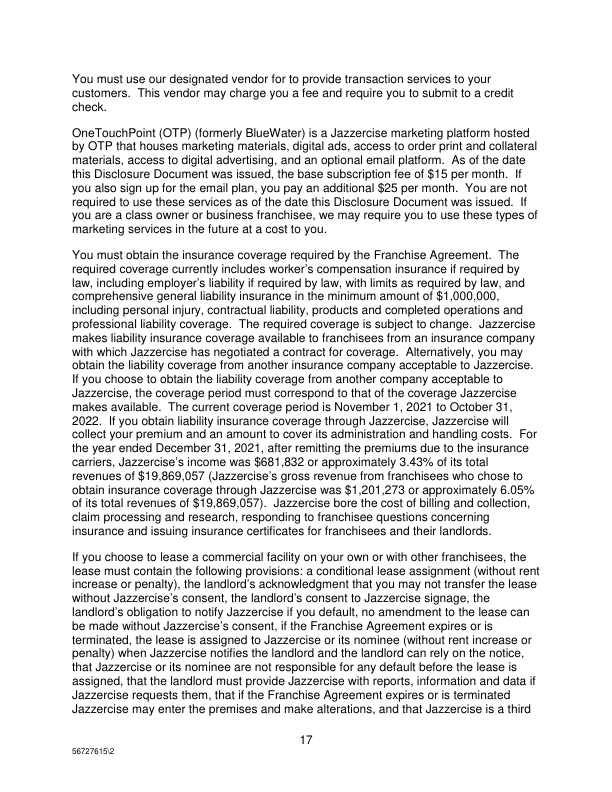 You must use our designated vendor for to provide transaction services to your
customers.  This vendor may charge you a fee and require you to submit to a credit
check.
OneTouchPoint (OTP) (formerly BlueWater) is a Jazzercise marketing platform hosted
by OTP that houses marketing materials, digital ads, access to order print and collateral
materials, access to digital advertising, and an optional email platform.  As of the date
this Disclosure Document was issued, the base subscription fee of $15 per month.  If
you also sign up for the email plan, you pay an additional $25 per month.  You are not
required to use these services as of the date this Disclosure Document was issued.  If
you are a class owner or business franchisee, we may require you to use these types of
marketing services in the future at a cost to you.
You must obtain the insurance coverage required by the Franchise Agreement.  The
required coverage currently includes worker's compensation insurance if required by
law, including employer's liability if required by law, with limits as required by law, and
comprehensive general liability insurance in the minimum amount of $1,000,000,
including personal injury, contractual liability, products and completed operations and
professional liability coverage.  The required coverage is subject to change.  Jazzercise
makes liability insurance coverage available to franchisees from an insurance company
with which Jazzercise has negotiated a contract for coverage.  Alternatively, you may
obtain the liability coverage from another insurance company acceptable to Jazzercise.
If you choose to obtain the liability coverage from another company acceptable to
Jazzercise, the coverage period must correspond to that of the coverage Jazzercise
makes available.  The current coverage period is November 1, 2021 to October 31,
2022.  If you obtain liability insurance coverage through Jazzercise, Jazzercise will
collect your premium and an amount to cover its administration and handling costs.  For
the year ended December 31, 2021, after remitting the premiums due to the insurance
carriers, Jazzercise's income was $681,832 or approximately 3.43% of its total
revenues of $19,869,057 (Jazzercise's gross revenue from franchisees who chose to
obtain insurance coverage through Jazzercise was $1,201,273 or approximately 6.05%
of its total revenues of $19,869,057).  Jazzercise bore the cost of billing and collection,
claim processing and research, responding to franchisee questions concerning
insurance and issuing insurance certificates for franchisees and their landlords.
If you choose to lease a commercial facility on your own or with other franchisees, the
lease must contain the following provisions: a conditional lease assignment (without rent
increase or penalty), the landlord's acknowledgment that you may not transfer the lease
without Jazzercise's consent, the landlord's consent to Jazzercise signage, the
landlord's obligation to notify Jazzercise if you default, no amendment to the lease can
be made without Jazzercise's consent, if the Franchise Agreement expires or is
terminated, the lease is assigned to Jazzercise or its nominee (without rent increase or
penalty) when Jazzercise notifies the landlord and the landlord can rely on the notice,
that Jazzercise or its nominee are not responsible for any default before the lease is
assigned, that the landlord must provide Jazzercise with reports, information and data if
Jazzercise requests them, that if the Franchise Agreement expires or is terminated
Jazzercise may enter the premises and make alterations, and that Jazzercise is a third
17
56727615\2